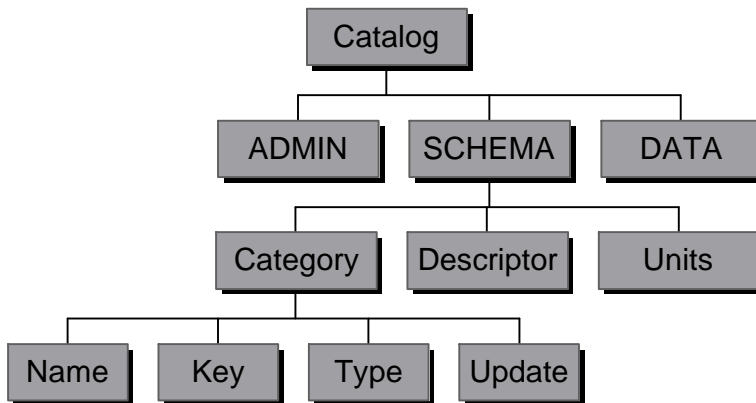 Catalog
ADMIN SCHEMA DATA
Category Descriptor Units
Name Key Type Update